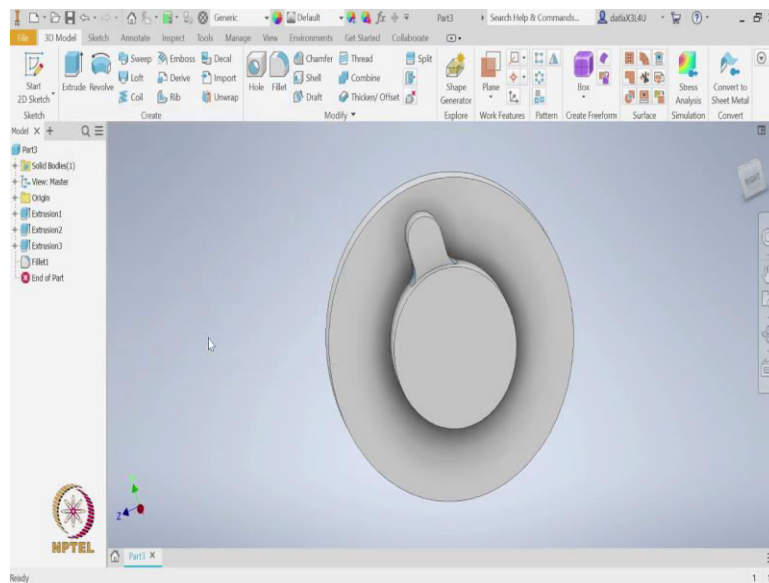 Generic Default Part3 Search Help & Commands... datlaX3L4U
File 3D Model Sketch Annotate Inspect Tools Manage View Environments Get Started Collaborate
Sweep Emboss Decal Chamfer Thread Split
Loft Derive Import Shell Combine
Coil Rib Unwrap Draft Thicken/ Offset
Start
2D Sketch Extrude Revolve Hole Fillet Shape
Generator Plane Box Stress
Analysis Convert to
Sheet Metal
Sketch Create Modify Explore Work Features Pattern Create Freeform Surface Simulation Convert
Model X +
Part3
Solid Bodies(1)
View: Master
Origin
Extrusion1
Extrusion2
Extrusion3
Fillet1
End of Part
RIGHT
Y
Z
NPTEL
Part3 X
Ready 1